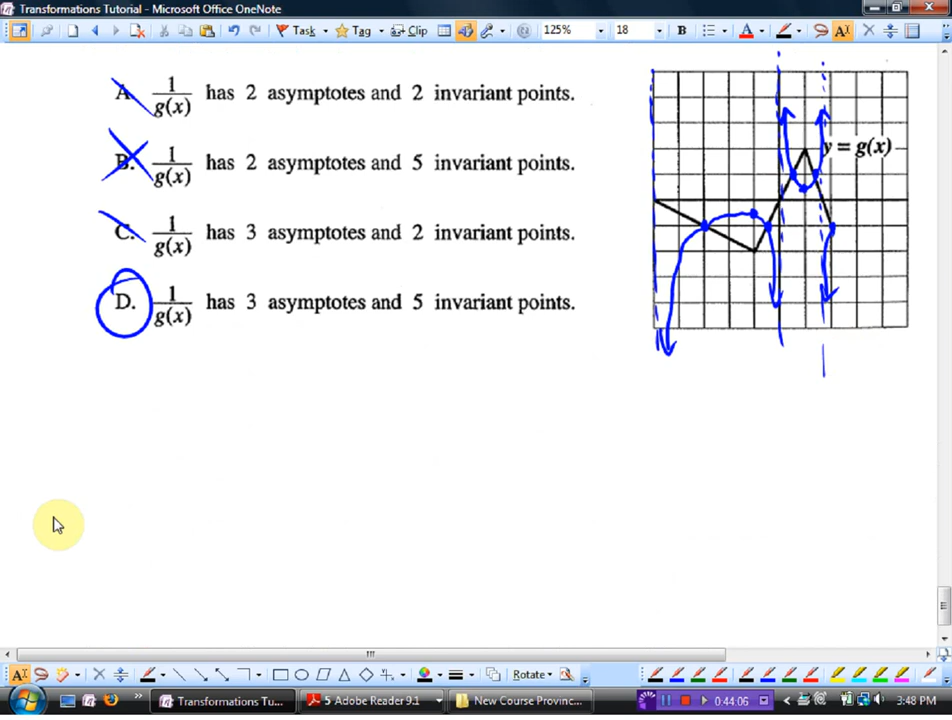 Transformations Tutorial - Microsoft Office OneNote
Task Tag Clip 125% 18 B A
A. 1/g(x) has 2 asymptotes and 2 invariant points.
B. 1/g(x) has 2 asymptotes and 5 invariant points.
y = g(x)
C. 1/g(x) has 3 asymptotes and 2 invariant points.
D. 1/g(x) has 3 asymptotes and 5 invariant points.
Rotate
Transformations Tu... 5 Adobe Reader 9.1 New Course Provinc... 0:44:06 3:48 PM